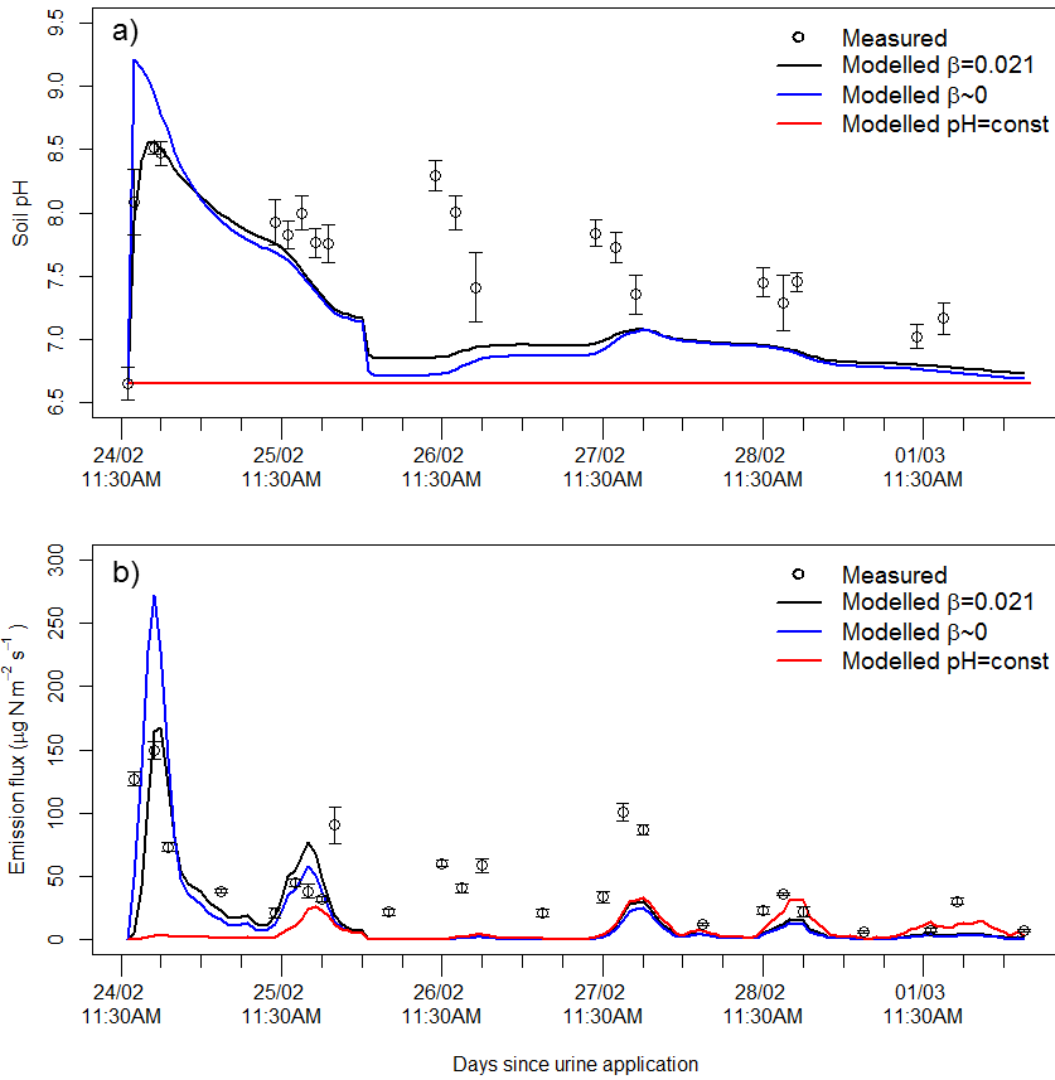 a)
Measured
Modelled β=0.021
Modelled β~0
Modelled pH=const
Soil pH
9.5
9.0
8.5
8.0
7.5
7.0
6.5
24/02 25/02 26/02 27/02 28/02 01/03
11:30AM 11:30AM 11:30AM 11:30AM 11:30AM 11:30AM
b)
Measured
Modelled β=0.021
Modelled β~0
Modelled pH=const
Emission flux (μg N m⁻² s⁻¹ )
300
250
200
150
100
50
0
24/02 25/02 26/02 27/02 28/02 01/03
11:30AM 11:30AM 11:30AM 11:30AM 11:30AM 11:30AM
Days since urine application